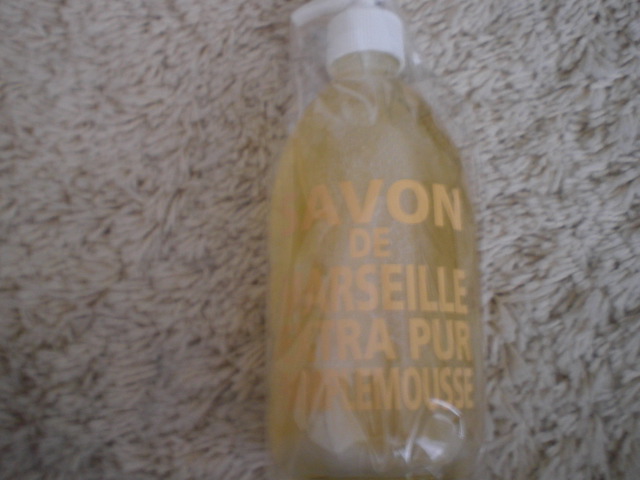 SAVON
DE
MARSEILLE
EXTRA PUR